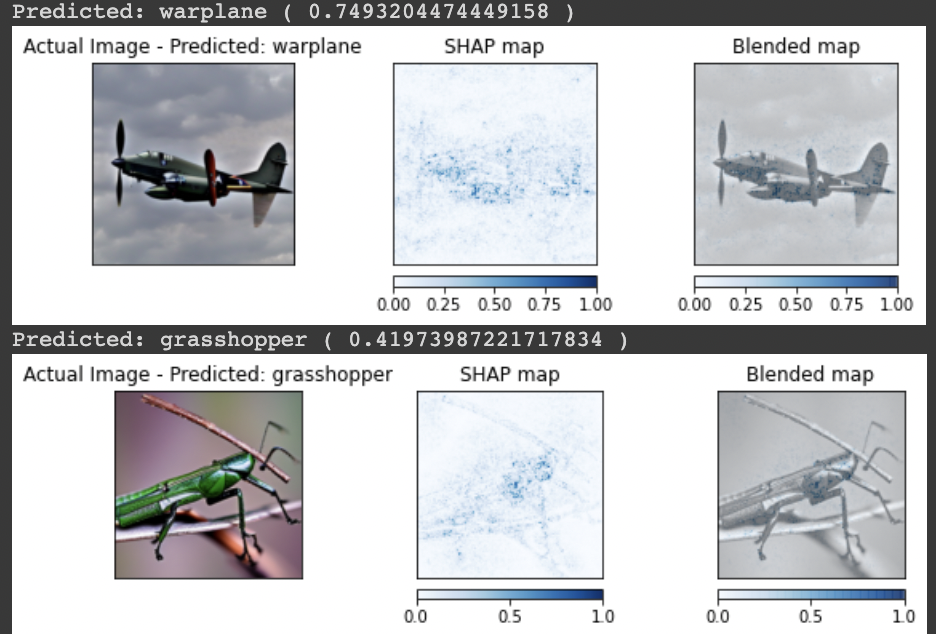 Predicted: warplane ( 0.7493204474449158 )
Actual Image - Predicted: warplane
SHAP map
Blended map
0.00 0.25 0.50 0.75 1.00
0.00 0.25 0.50 0.75 1.00
Predicted: grasshopper ( 0.41973987221717834 )
Actual Image - Predicted: grasshopper
SHAP map
Blended map
0.0 0.5 1.0
0.0 0.5 1.0